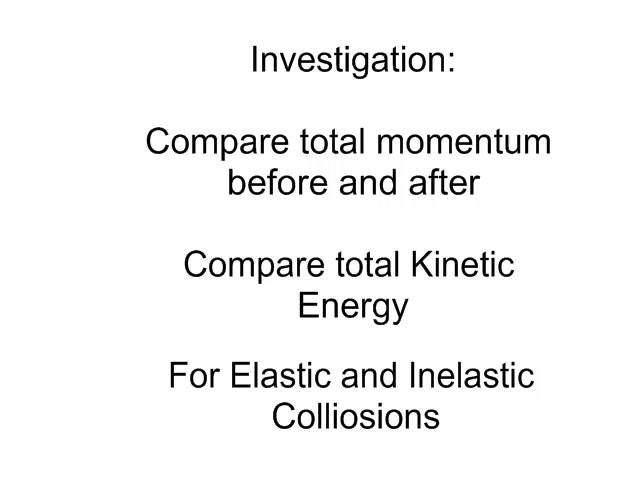 Investigation:
Compare total momentum
before and after
Compare total Kinetic
Energy
For Elastic and Inelastic
Colliosions